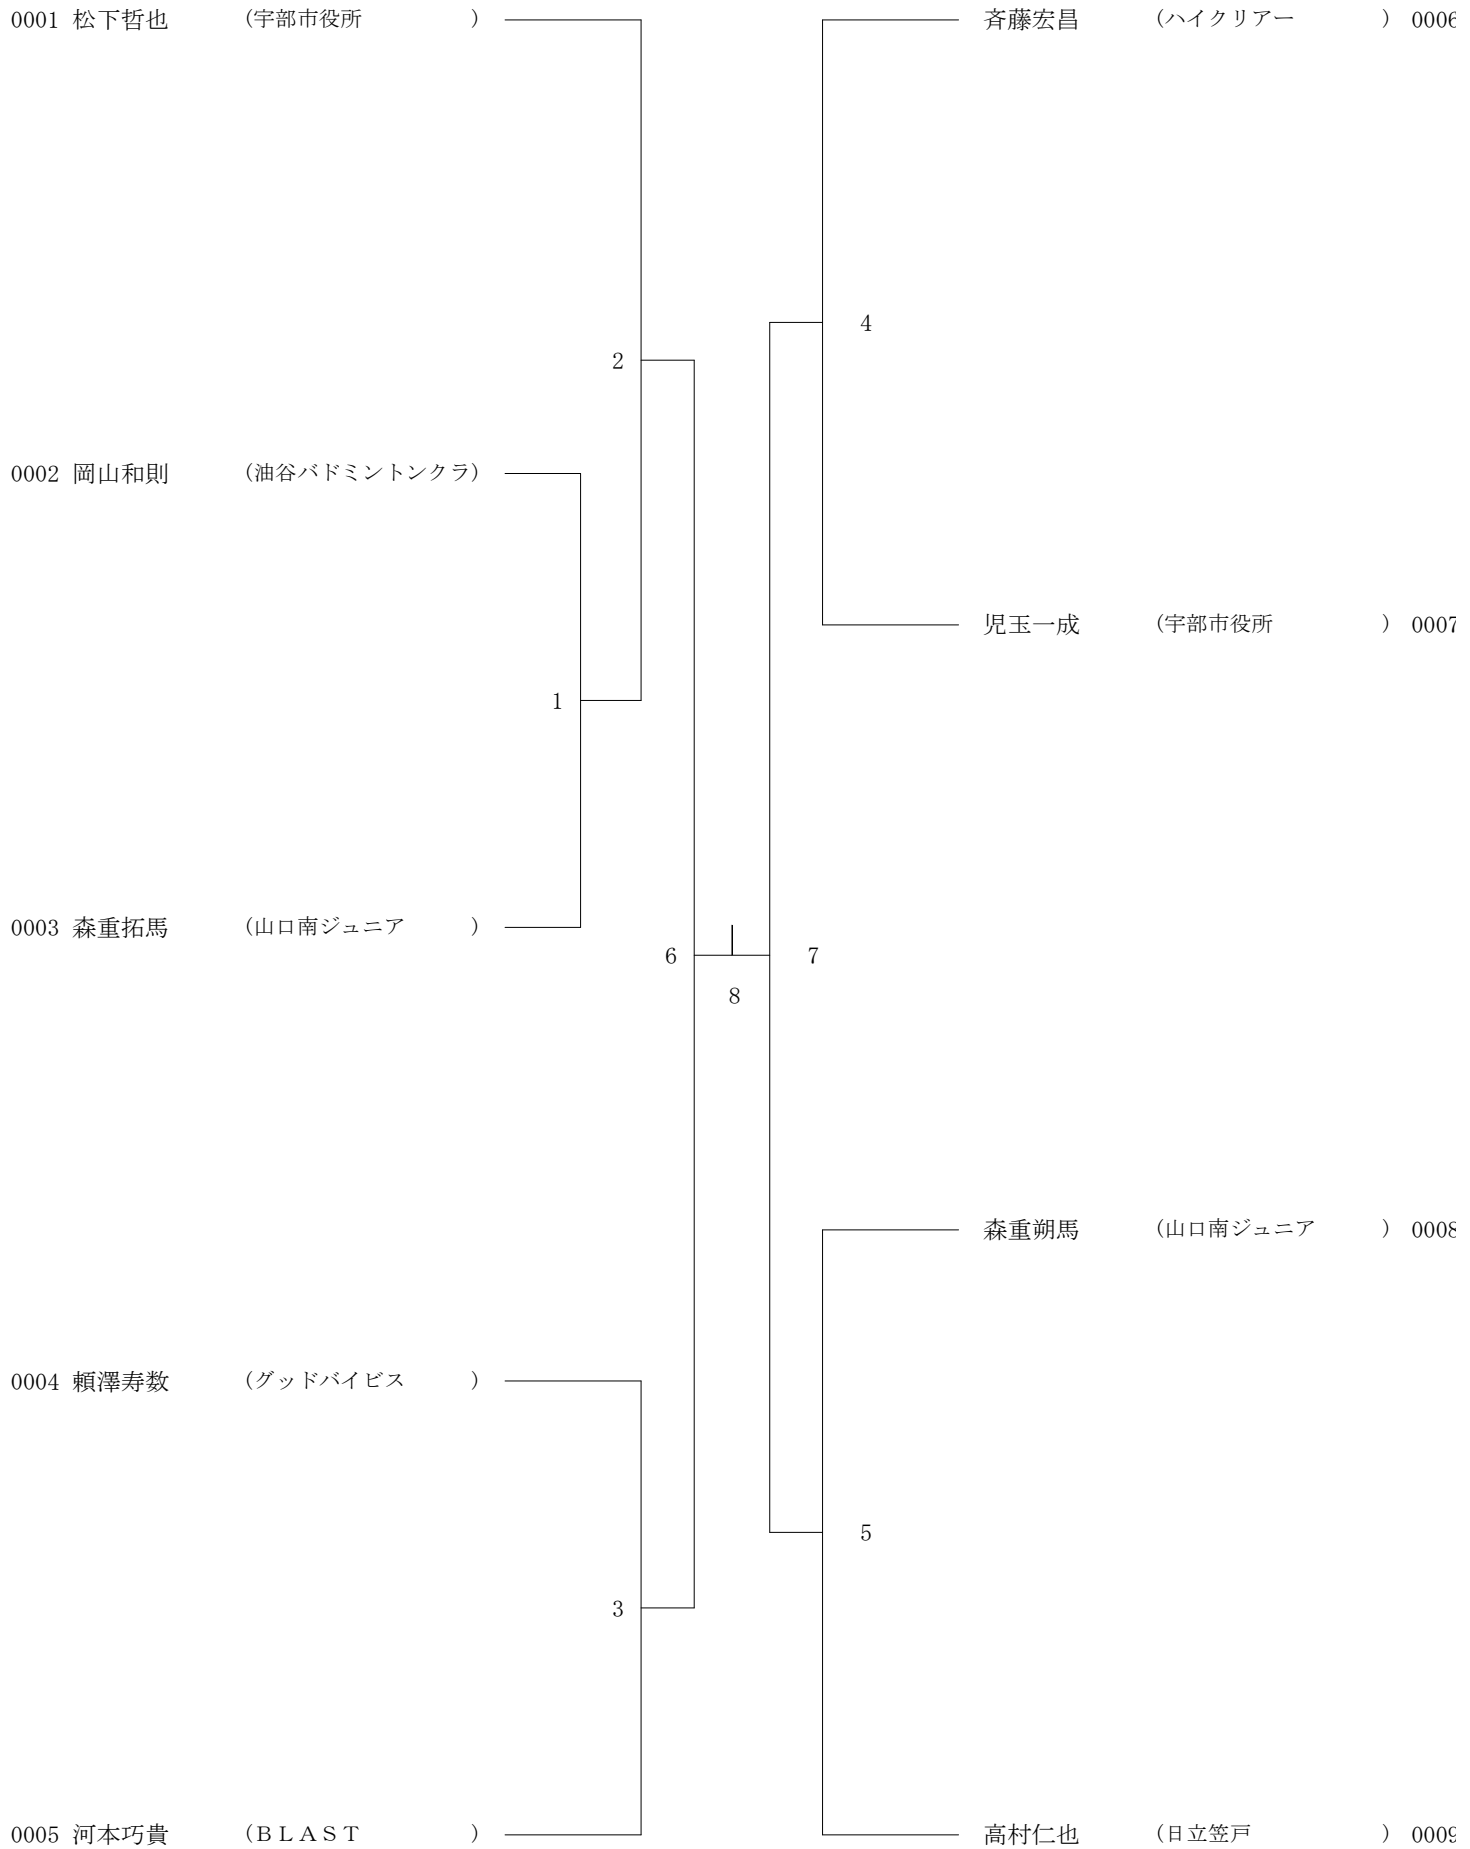 0001 松下哲也 (宇部市役所 )
斉藤宏昌 (ハイクリアー ) 0006
4
2
0002 岡山和則 (油谷バドミントンクラ)
児玉一成 (宇部市役所 ) 0007
1
0003 森重拓馬 (山口南ジュニア )
6
7
8
森重朔馬 (山口南ジュニア ) 0008
0004 頼澤寿数 (グッドバイビス )
5
3
0005 河本巧貴 (ＢＬＡＳＴ )
高村仁也 (日立笠戸 ) 0009